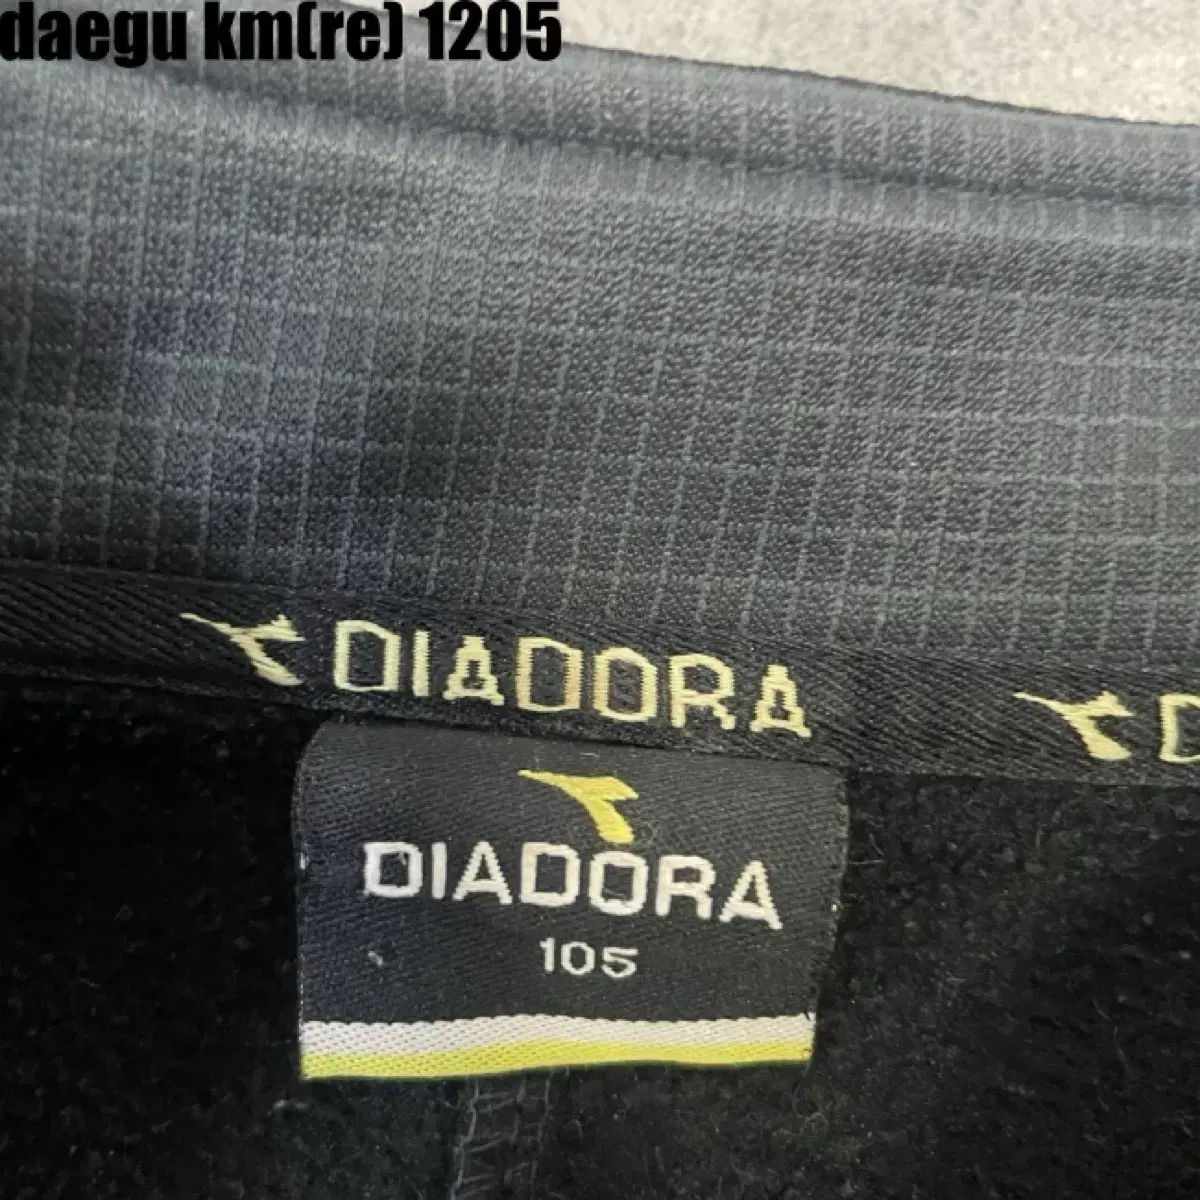 daegu km(re) 1205
DIADORA D
DIADORA
105